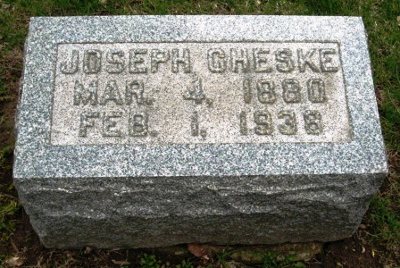 JOSEPH GHESKE
MAR. 4, 1880
FEB. 1, 1938